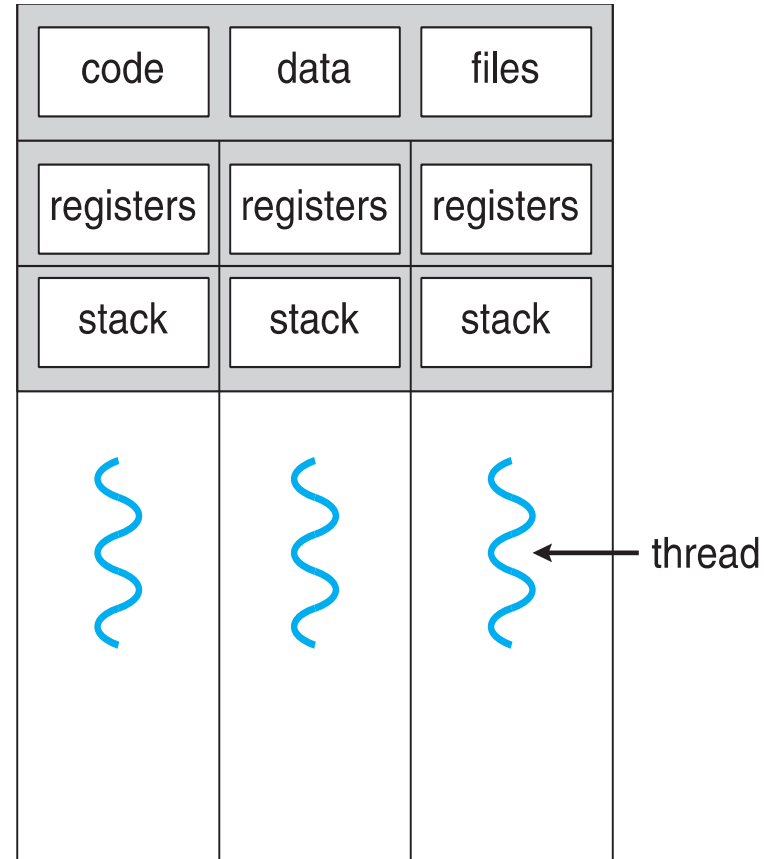 code data files
registers registers registers
stack stack stack
thread